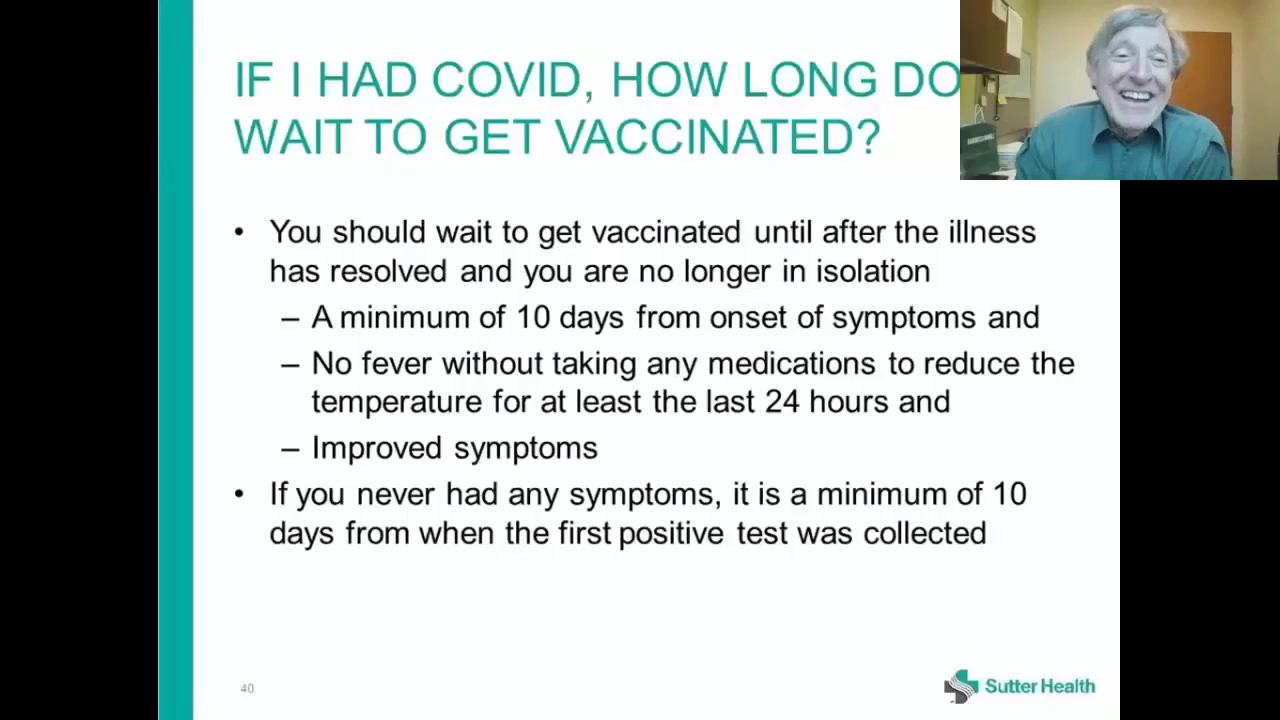 IF I HAD COVID, HOW LONG DO
WAIT TO GET VACCINATED?
• You should wait to get vaccinated until after the illness
has resolved and you are no longer in isolation
– A minimum of 10 days from onset of symptoms and
– No fever without taking any medications to reduce the
temperature for at least the last 24 hours and
– Improved symptoms
• If you never had any symptoms, it is a minimum of 10
days from when the first positive test was collected
40
Sutter Health